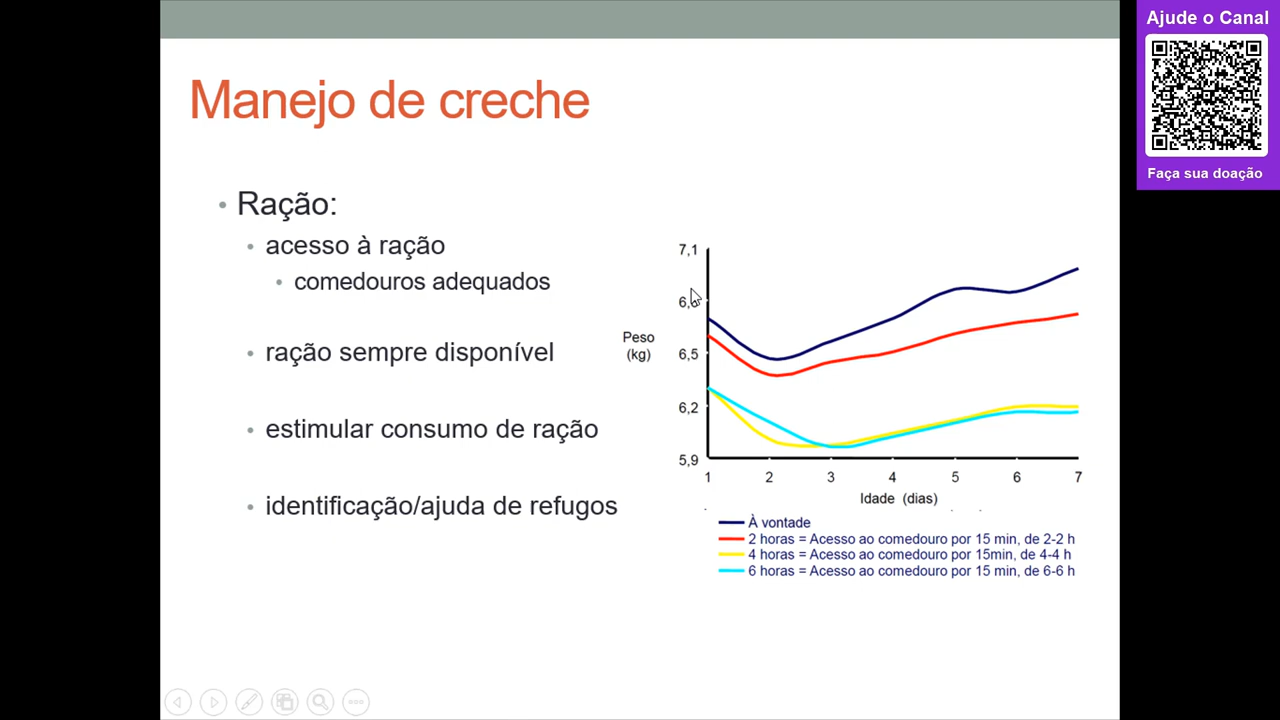 Ajude o Canal
Faça sua doação
Manejo de creche
• Ração:
• acesso à ração
• comedouros adequados
• ração sempre disponível
• estimular consumo de ração
• identificação/ajuda de refugos
Peso
(kg)
7,1
6,5
6,2
5,9
1 2 3 4 5 6 7
Idade (dias)
À vontade
2 horas = Acesso ao comedouro por 15 min, de 2-2 h
4 horas = Acesso ao comedouro por 15min, de 4-4 h
6 horas = Acesso ao comedouro por 15 min, de 6-6 h